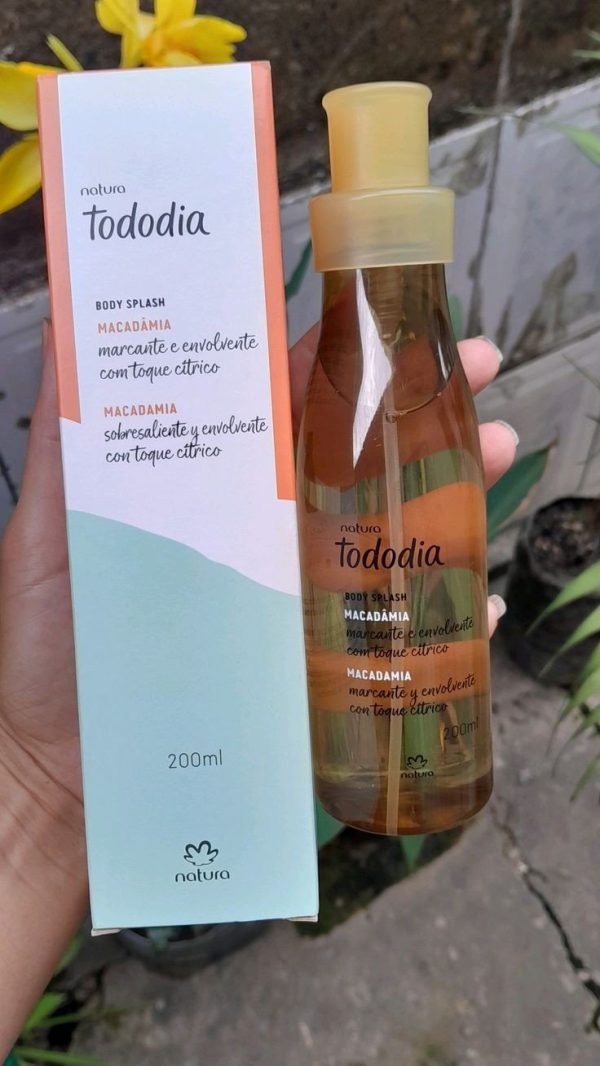 natura
tododia
BODY SPLASH
MACADÂMIA
marcante e envolvente
com toque cítrico
MACADAMIA
sobresaliente y envolvente
con toque cítrico
200ml
natura
natura
tododia
BODY SPLASH
MACADÂMIA
marcante e envolvente
com toque cítrico
MACADAMIA
marcante y envolvente
con toque cítrico
200ml
natura